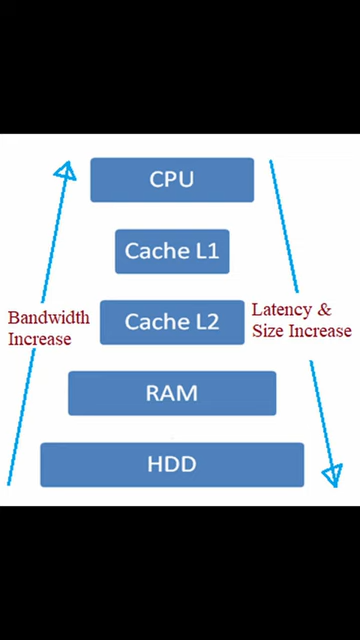 CPU
Cache L1
Cache L2
Bandwidth
Increase
Latency &
Size Increase
RAM
HDD